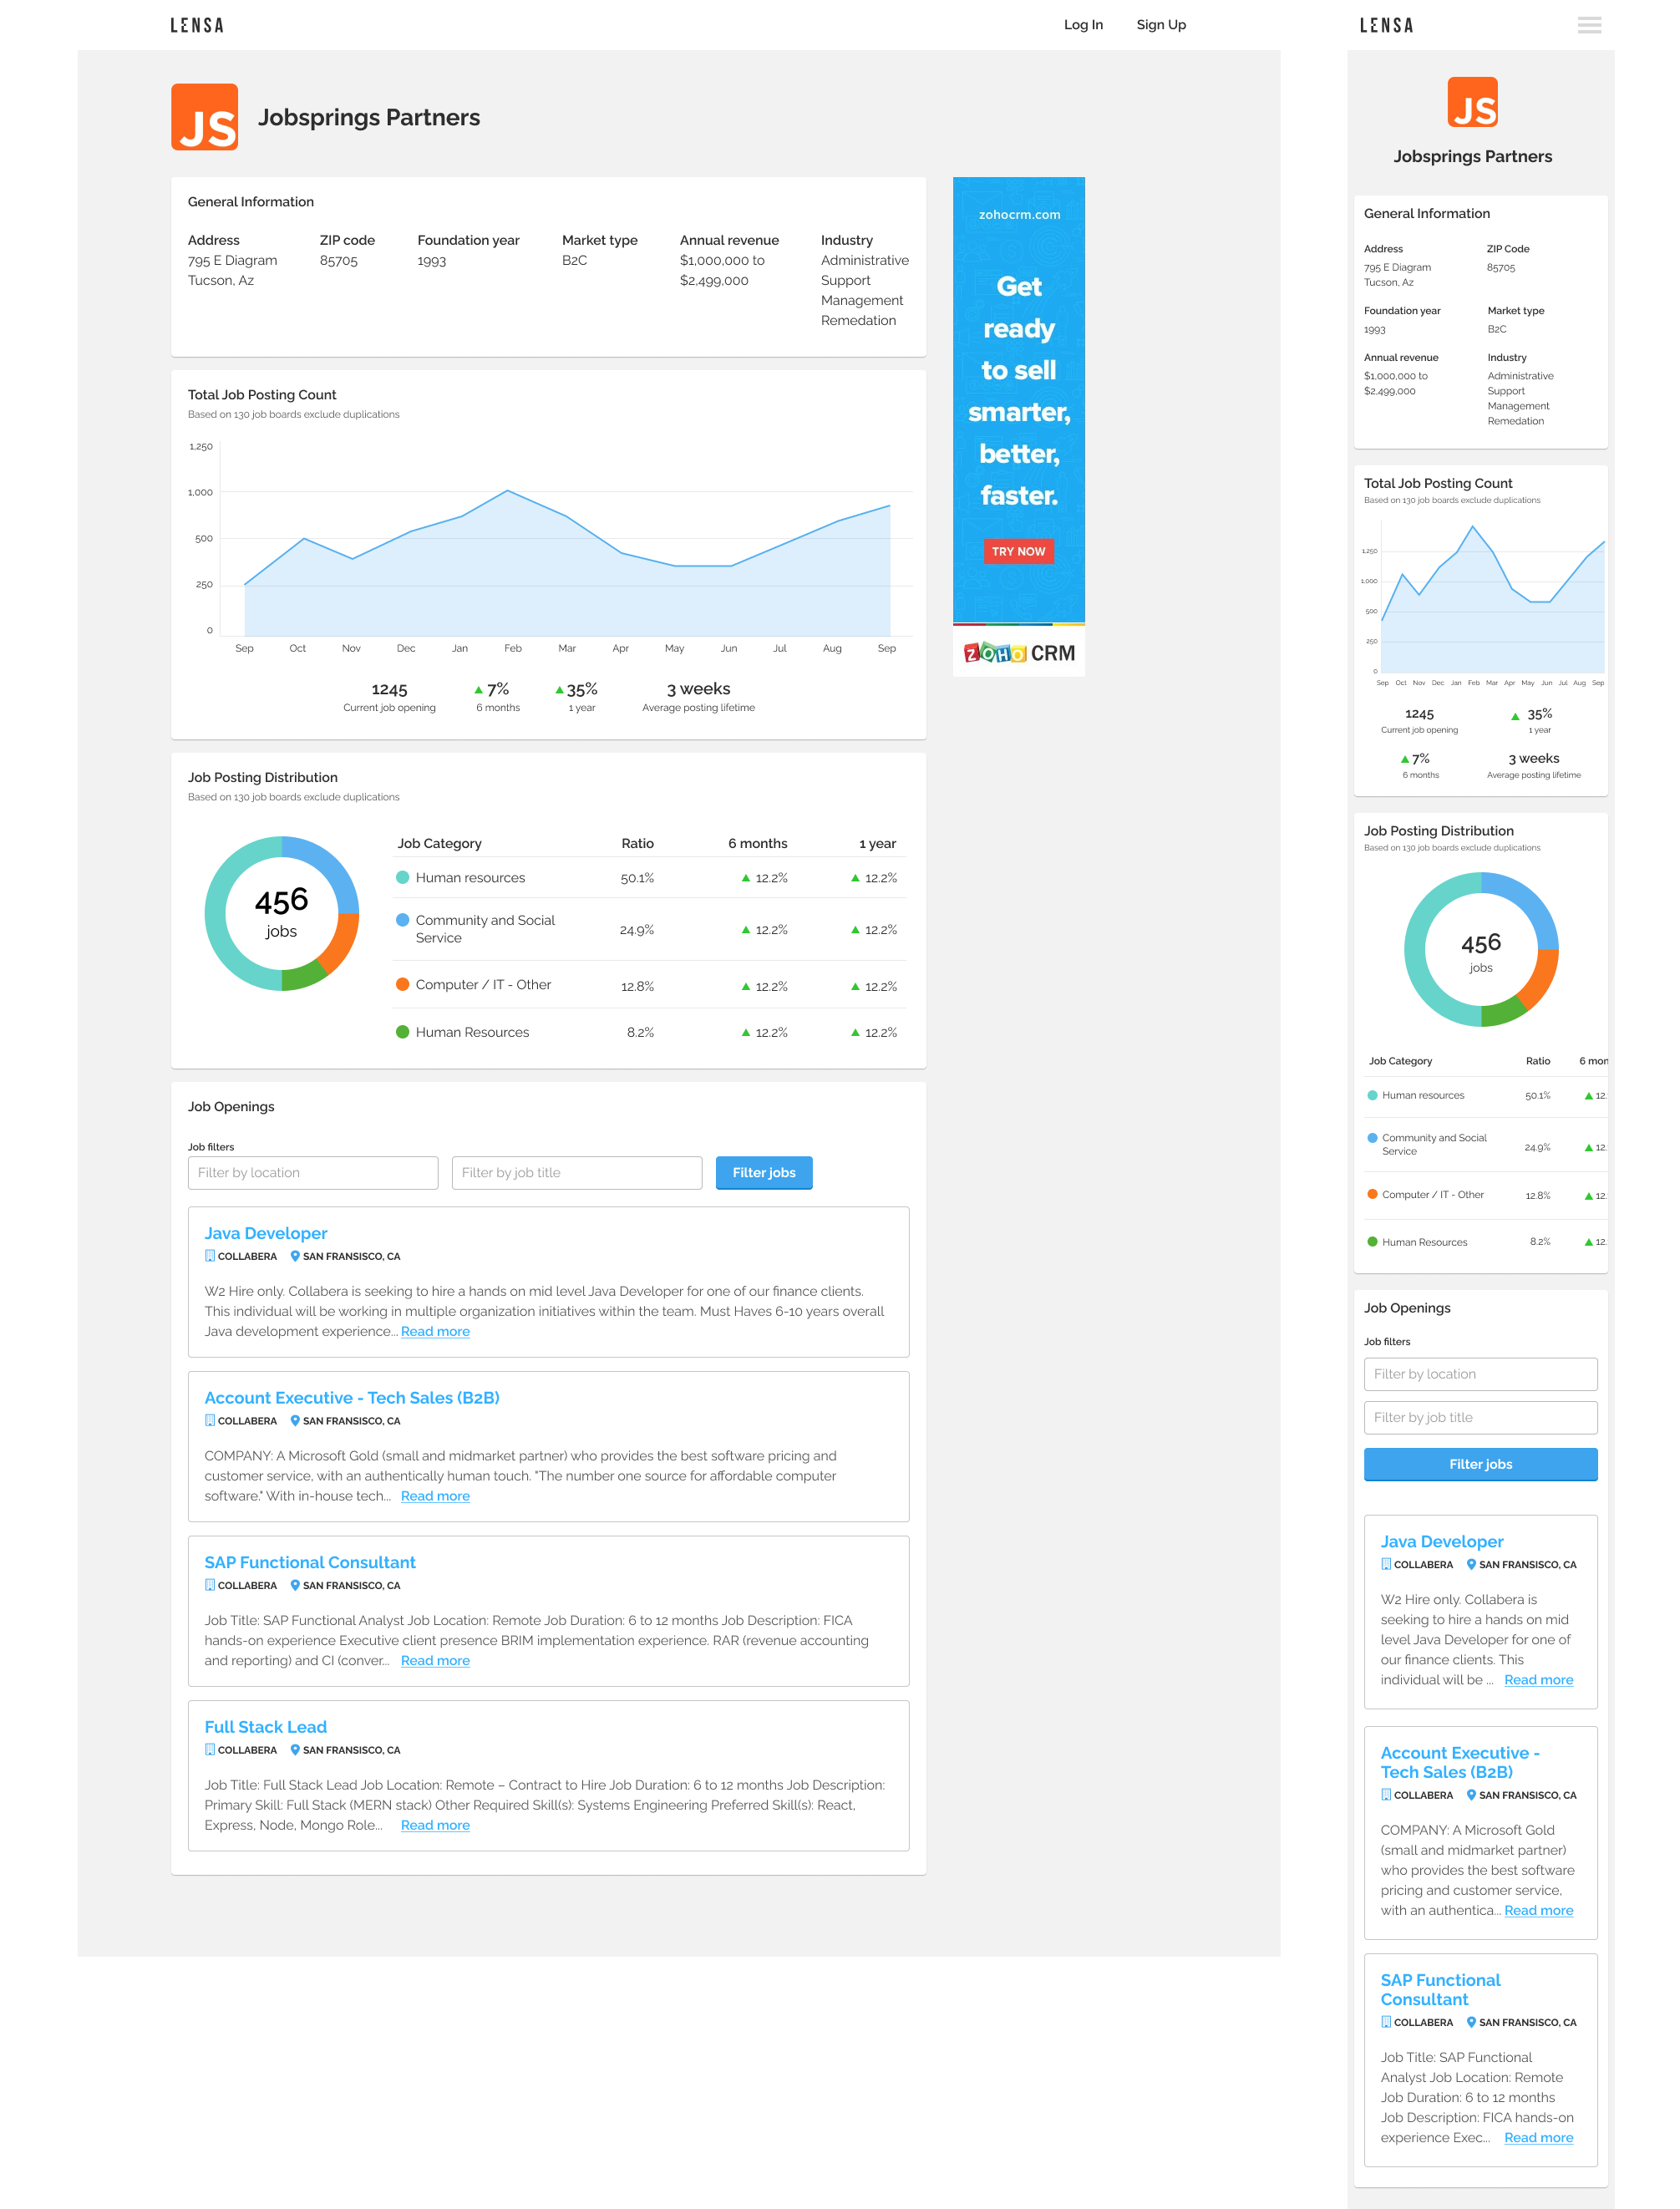 LENSA
Log In
Sign Up
JS
Jobsprings Partners
General Information
Address
795 E Diagram
Tucson, Az
ZIP code
85705
Foundation year
1993
Market type
B2C
Annual revenue
$1,000,000 to
$2,499,000
Industry
Administrative
Support
Management
Remedation
zohocrm.com
Get
ready
to sell
smarter,
better,
faster.
TRY NOW
ZOHO CRM
Total Job Posting Count
Based on 130 job boards exclude duplications
1,250
1,000
500
250
0
Sep Oct Nov Dec Jan Feb Mar Apr May Jun Jul Aug Sep
1245
Current job opening
7%
6 months
35%
1 year
3 weeks
Average posting lifetime
Job Posting Distribution
Based on 130 job boards exclude duplications
456
jobs
Job Category Ratio 6 months 1 year
Human resources 50.1% 12.2% 12.2%
Community and Social
Service
24.9% 12.2% 12.2%
Computer / IT - Other 12.8% 12.2% 12.2%
Human Resources 8.2% 12.2% 12.2%
Job Openings
Job filters
Filter by location
Filter by job title
Filter jobs
Java Developer
COLLABERA SAN FRANSISCO, CA
W2 Hire only. Collabera is seeking to hire a hands on mid level Java Developer for one of our finance clients.
This individual will be working in multiple organization initiatives within the team. Must Haves 6-10 years overall
Java development experience... Read more
Account Executive - Tech Sales (B2B)
COLLABERA SAN FRANSISCO, CA
COMPANY: A Microsoft Gold (small and midmarket partner) who provides the best software pricing and
customer service, with an authentically human touch. "The number one source for affordable computer
software." With in-house tech... Read more
SAP Functional Consultant
COLLABERA SAN FRANSISCO, CA
Job Title: SAP Functional Analyst Job Location: Remote Job Duration: 6 to 12 months Job Description: FICA
hands-on experience Executive client presence BRIM implementation experience. RAR (revenue accounting
and reporting) and CI (conver... Read more
Full Stack Lead
COLLABERA SAN FRANSISCO, CA
Job Title: Full Stack Lead Job Location: Remote – Contract to Hire Job Duration: 6 to 12 months Job Description:
Primary Skill: Full Stack (MERN stack) Other Required Skill(s): Systems Engineering Preferred Skill(s): React,
Express, Node, Mongo Role... Read more
LENSA
JS
Jobsprings Partners
General Information
Address
795 E Diagram
Tucson, Az
ZIP Code
85705
Foundation year
1993
Market type
B2C
Annual revenue
$1,000,000 to
$2,499,000
Industry
Administrative
Support
Management
Remedation
Total Job Posting Count
Based on 130 job boards exclude duplications
1,250
1,000
500
250
0
Sep Oct Nov Dec Jan Feb Mar Apr May Jun Jul Aug Sep
1245
Current job opening
35%
1 year
7%
6 months
3 weeks
Average posting lifetime
Job Posting Distribution
Based on 130 job boards exclude duplications
456
jobs
Job Category Ratio 6 mon
Human resources 50.1% 12.
Community and Social
Service
24.9% 12.
Computer / IT - Other 12.8% 12.
Human Resources 8.2% 12.
Job Openings
Job filters
Filter by location
Filter by job title
Filter jobs
Java Developer
COLLABERA SAN FRANSISCO, CA
W2 Hire only. Collabera is
seeking to hire a hands on mid
level Java Developer for one of
our finance clients. This
individual will be ... Read more
Account Executive -
Tech Sales (B2B)
COLLABERA SAN FRANSISCO, CA
COMPANY: A Microsoft Gold
(small and midmarket partner)
who provides the best software
pricing and customer service,
with an authentica... Read more
SAP Functional
Consultant
COLLABERA SAN FRANSISCO, CA
Job Title: SAP Functional
Analyst Job Location: Remote
Job Duration: 6 to 12 months
Job Description: FICA hands-on
experience Exec... Read more